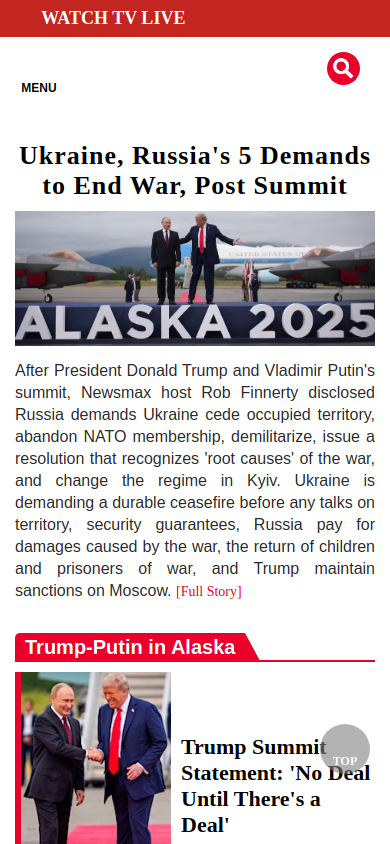 WATCH TV LIVE
MENU
Ukraine, Russia's 5 Demands
to End War, Post Summit
UNITED STATES OF
ALASKA 2025
After President Donald Trump and Vladimir Putin's
summit, Newsmax host Rob Finnerty disclosed
Russia demands Ukraine cede occupied territory,
abandon NATO membership, demilitarize, issue a
resolution that recognizes 'root causes' of the war,
and change the regime in Kyiv. Ukraine is
demanding a durable ceasefire before any talks on
territory, security guarantees, Russia pay for
damages caused by the war, the return of children
and prisoners of war, and Trump maintain
sanctions on Moscow. [Full Story]
Trump-Putin in Alaska
Trump Summit
Statement: 'No Deal
Until There's a
Deal'
TOP